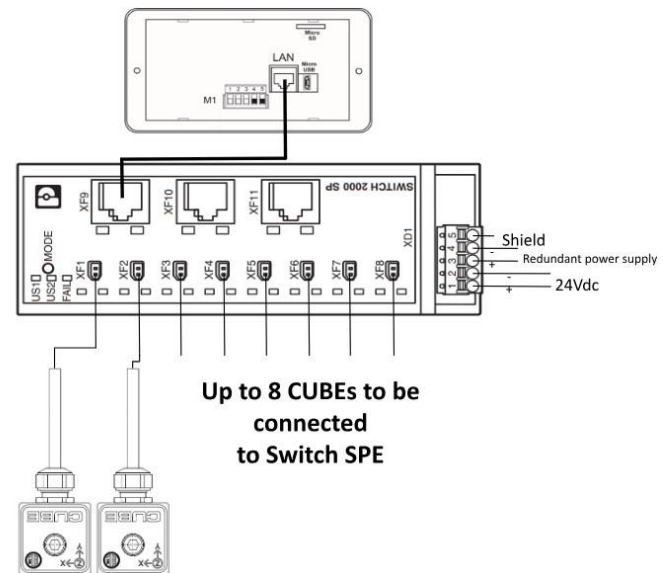 Micro
SD
LAN
Micro
USB
1 2 3 4 5
M1
SWITCH 2000 SP
XF9
XF10
XF11
XD1
MODE
US1
US2
FAIL
XF1
XF2
XF3
XF4
XF5
XF6
XF7
XF8
5
4
3
2
1
Shield
-
Redundant power supply
+
-
24Vdc
+
Up to 8 CUBEs to be
connected
to Switch SPE
CUBE
CUBE
X
Z
X
Z